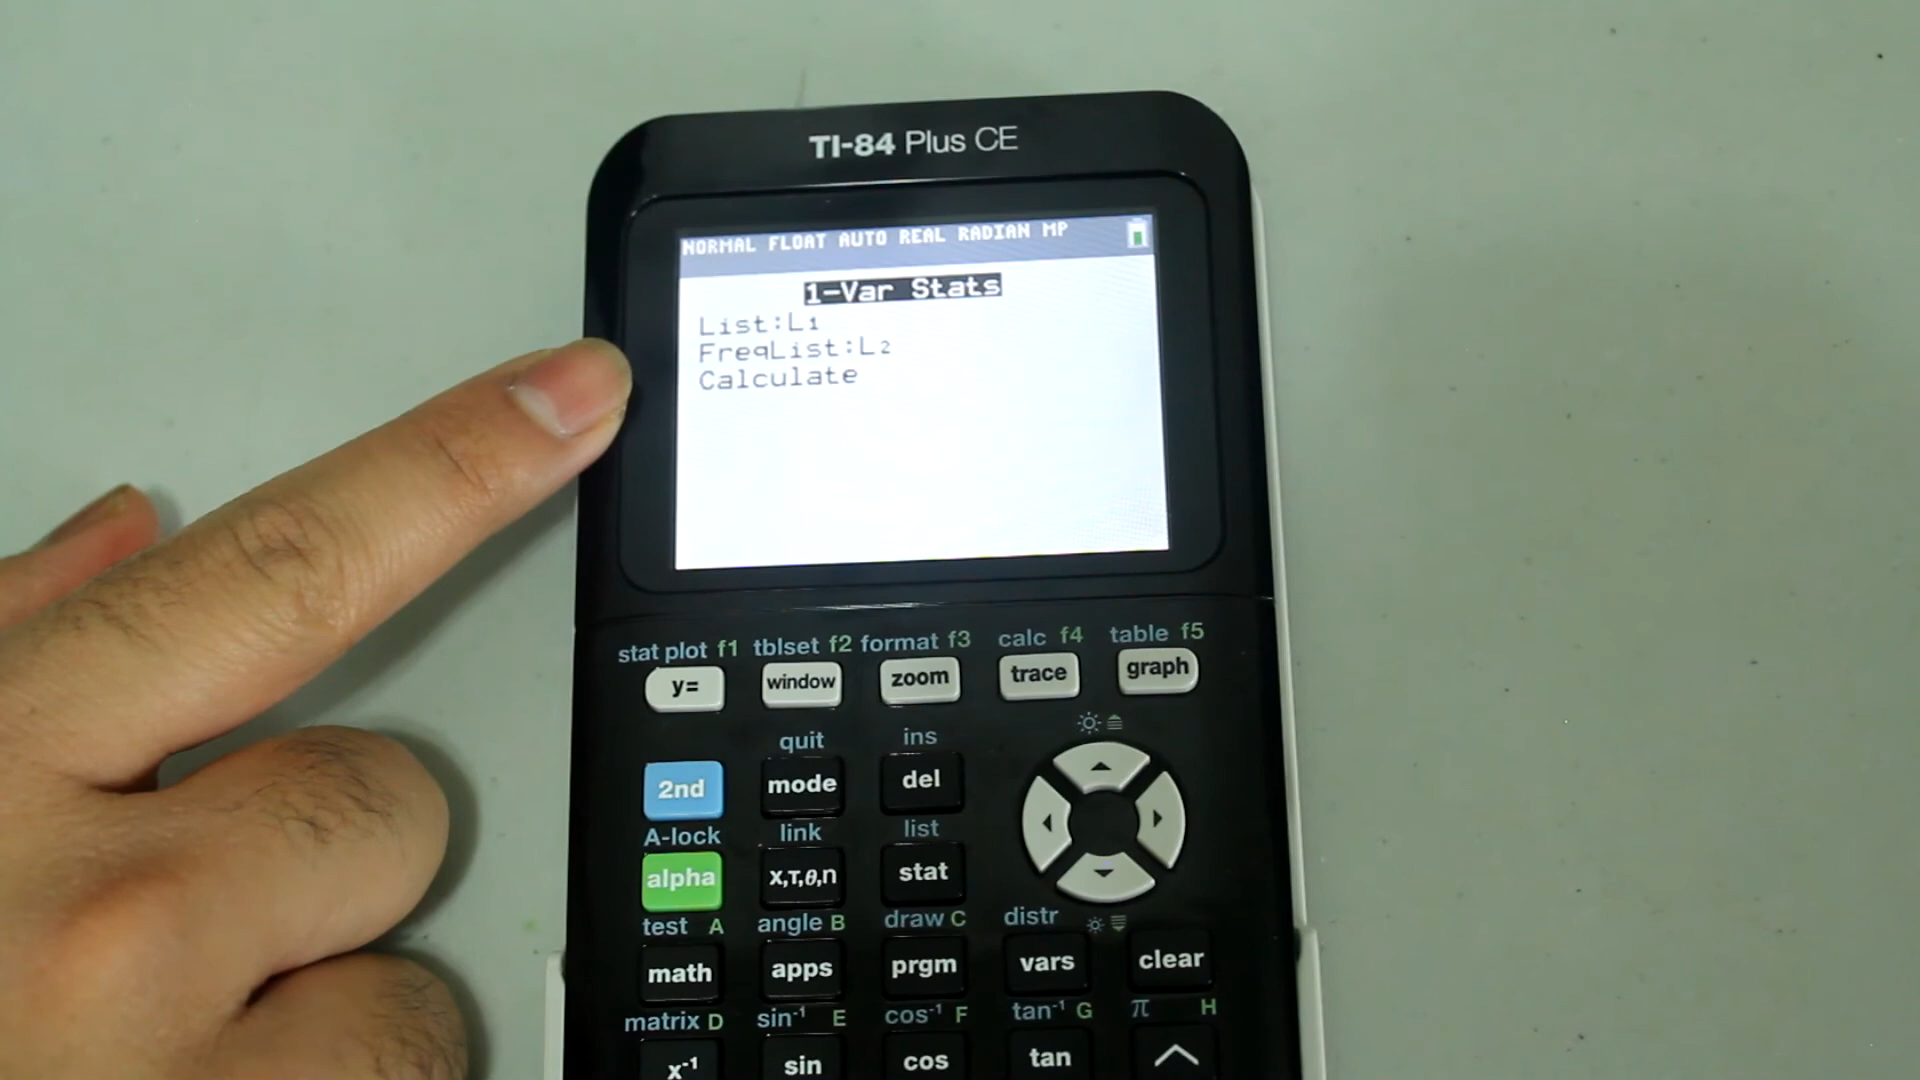 TI-84 Plus CE
NORMAL FLOAT AUTO REAL RADIAN MP
1-Var Stats
List:L₁
FreqList:L₂
Calculate
stat plot f1 tblset f2 format f3 calc f4 table f5
y= window zoom trace graph
quit ins
2nd mode del
A-lock link list
alpha x,τ,θ,n stat
test A angle B draw C distr
math apps prgm vars clear
matrix D sin⁻¹ E cos⁻¹ F tan⁻¹ G π H
x⁻¹ sin cos tan ^